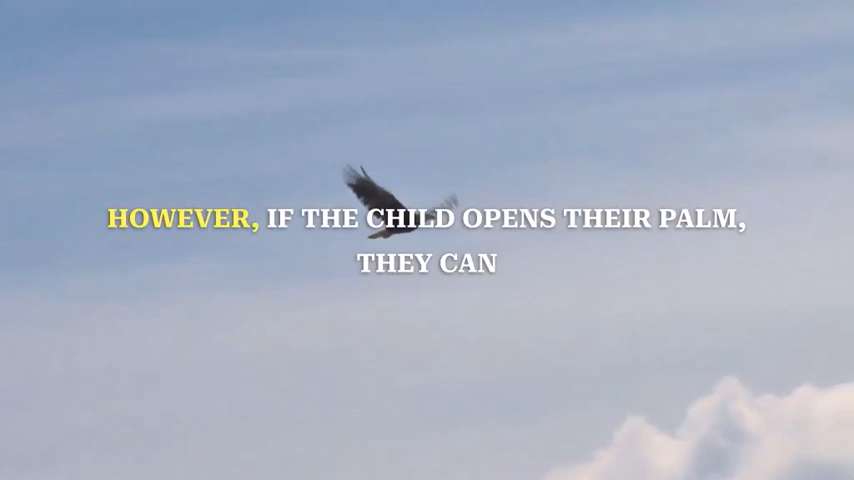 HOWEVER, IF THE CHILD OPENS THEIR PALM,
THEY CAN